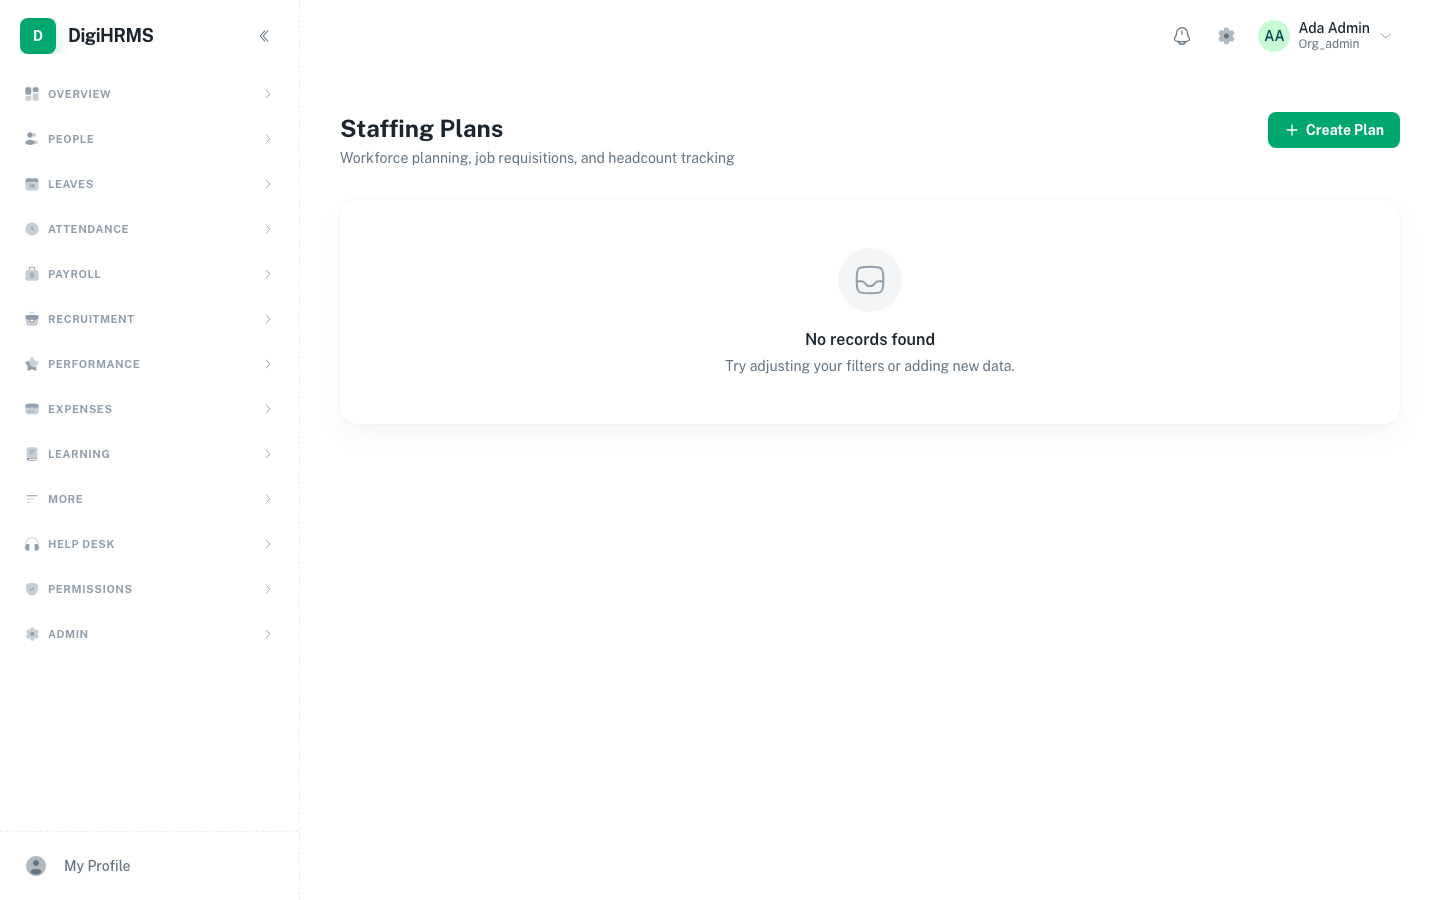 D
DigiHRMS
OVERVIEW
PEOPLE
LEAVES
ATTENDANCE
PAYROLL
RECRUITMENT
PERFORMANCE
EXPENSES
LEARNING
MORE
HELP DESK
PERMISSIONS
ADMIN
My Profile
AA
Ada Admin
Org_admin
Staffing Plans
Workforce planning, job requisitions, and headcount tracking
Create Plan
No records found
Try adjusting your filters or adding new data.